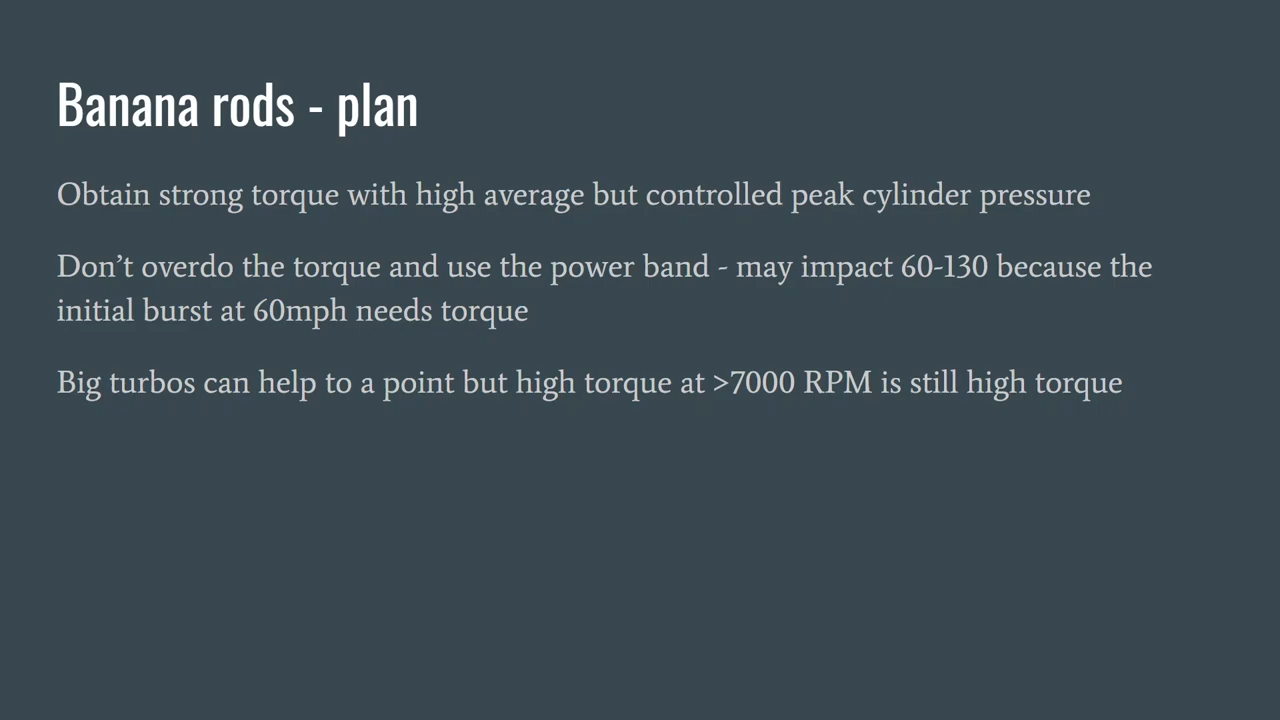 Banana rods - plan
Obtain strong torque with high average but controlled peak cylinder pressure
Don’t overdo the torque and use the power band - may impact 60-130 because the
initial burst at 60mph needs torque
Big turbos can help to a point but high torque at >7000 RPM is still high torque